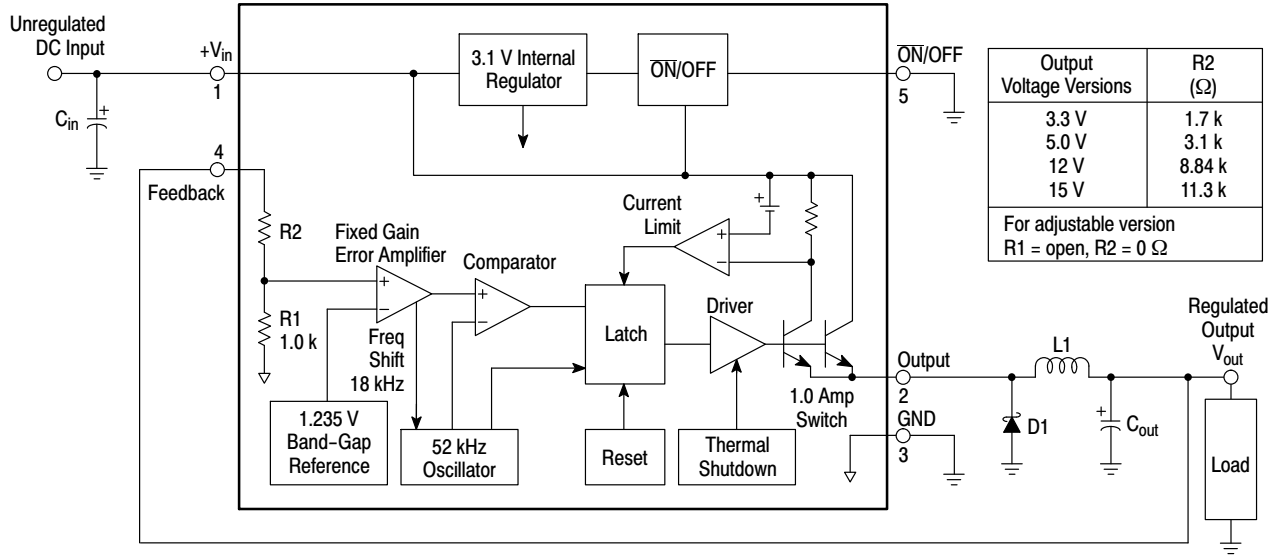 Unregulated
DC Input
+Vin
1
Cin
4
Feedback
3.1 V Internal
Regulator
ON/OFF
ON/OFF
5
Output
Voltage Versions
R2
(Ω)
3.3 V
1.7 k
5.0 V
3.1 k
12 V
8.84 k
15 V
11.3 k
For adjustable version
R1 = open, R2 = 0 Ω
R2
Fixed Gain
Error Amplifier
Comparator
Current
Limit
R1
1.0 k
Freq
Shift
18 kHz
Latch
Driver
1.0 Amp
Switch
Output
2
GND
3
1.235 V
Band-Gap
Reference
52 kHz
Oscillator
Reset
Thermal
Shutdown
L1
D1
Cout
Regulated
Output
Vout
Load